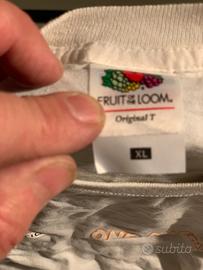 FRUIT OF THE LOOM®
Original T
XL
subito